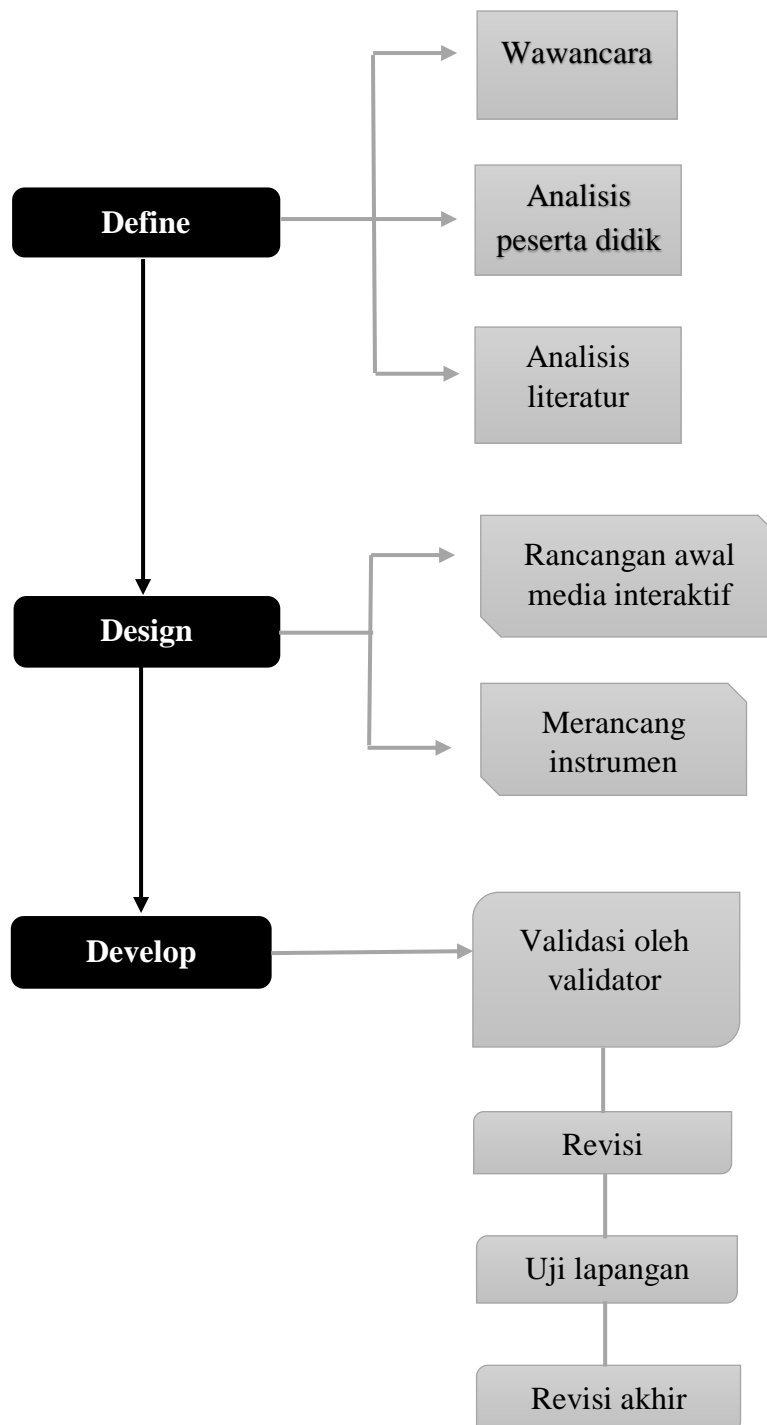 Wawancara
Define
Analisis
peserta didik
Analisis
literatur
Design
Rancangan awal
media interaktif
Merancang
instrumen
Develop
Validasi oleh
validator
Revisi
Uji lapangan
Revisi akhir